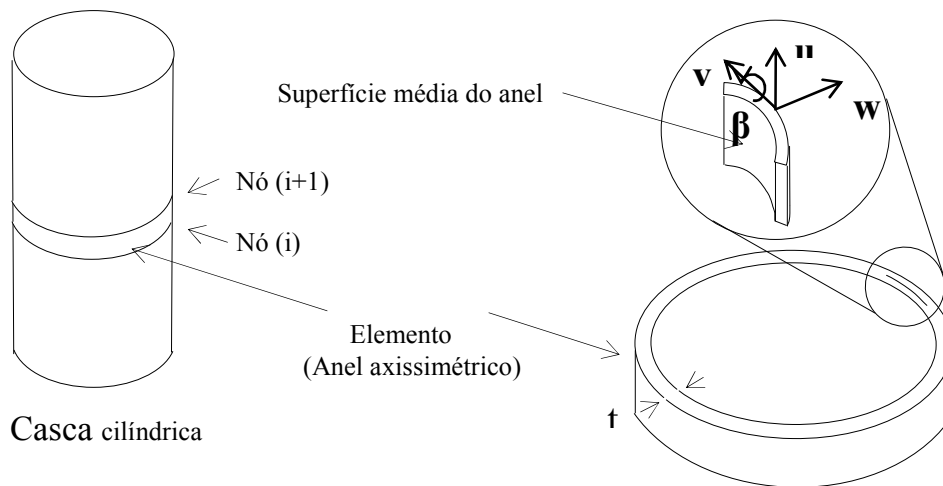 u
v
w
β
Superfície média do anel
Nó (i+1)
Nó (i)
Elemento
(Anel axissimétrico)
t
Casca cilíndrica